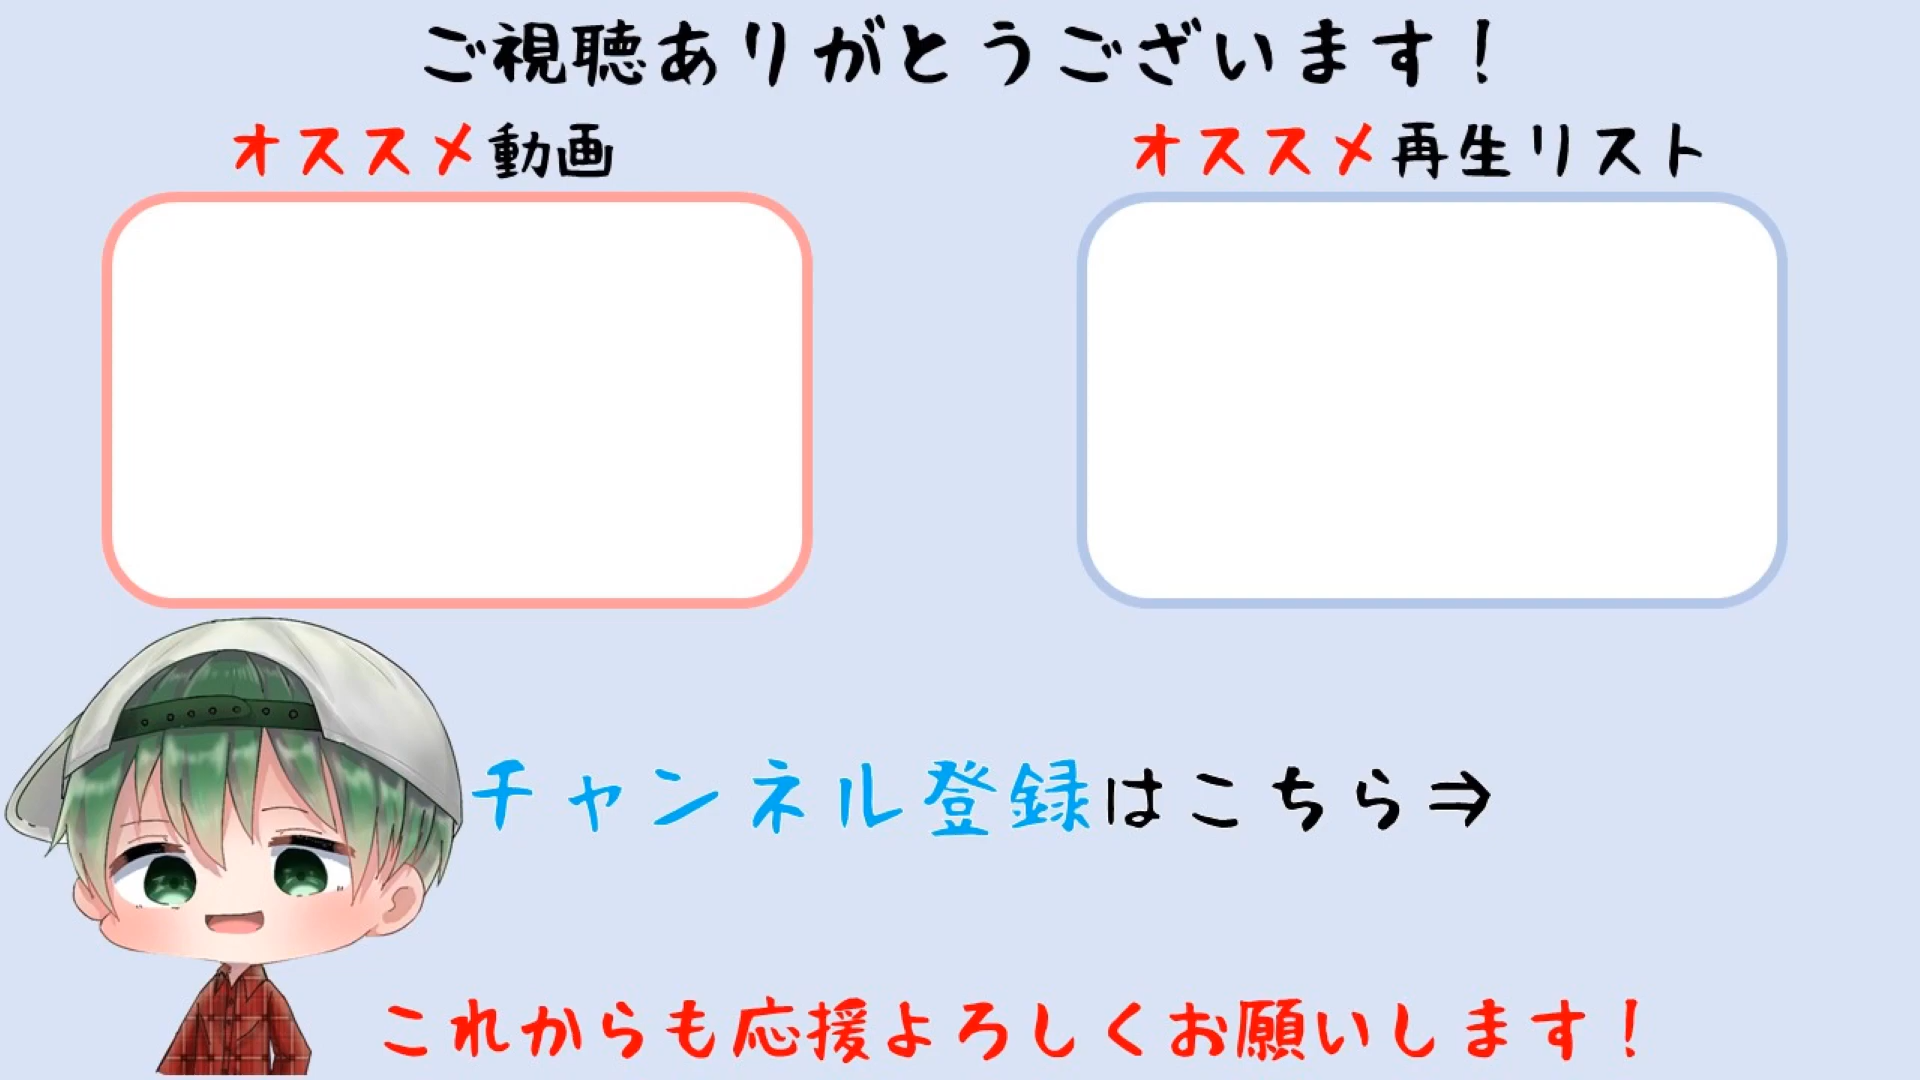 ご視聴ありがとうございます！
オススメ動画
オススメ再生リスト
チャンネル登録はこちら⇒
これからも応援よろしくお願いします！